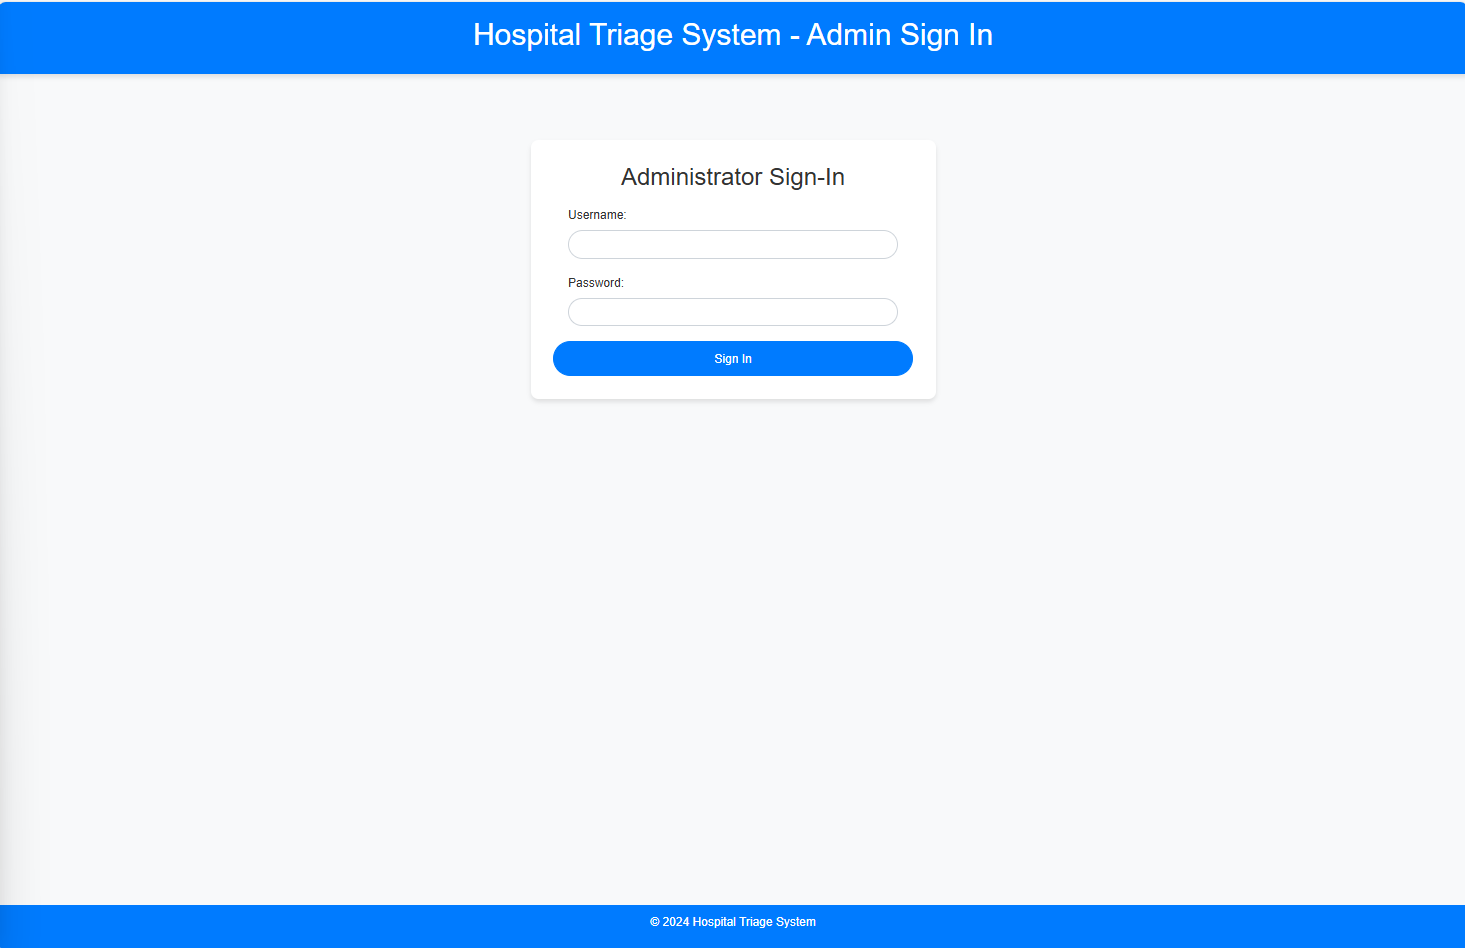 Hospital Triage System - Admin Sign In
Administrator Sign-In
Username:
Password:
Sign In
© 2024 Hospital Triage System